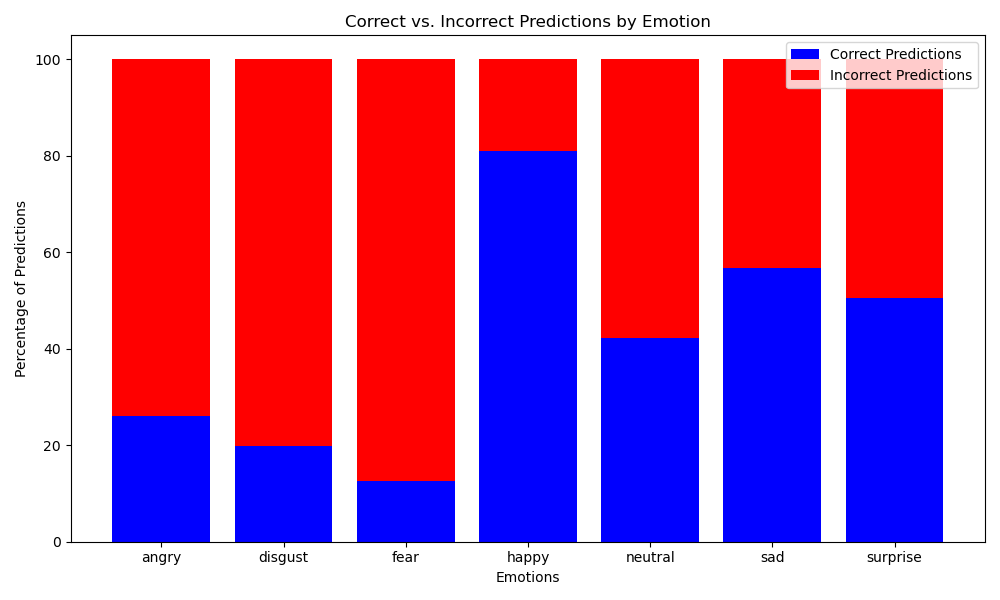 Correct vs. Incorrect Predictions by Emotion
Correct Predictions
Incorrect Predictions
Percentage of Predictions
100
80
60
40
20
0
angry disgust fear happy neutral sad surprise
Emotions